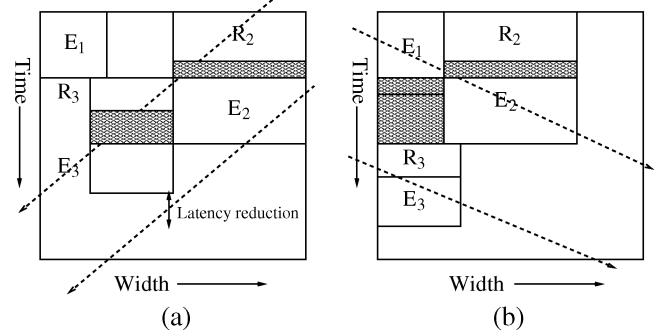 E1
R2
R3
E2
E3
Time
Latency reduction
Width
(a)
E1
R2
E2
R3
E3
Time
Width
(b)